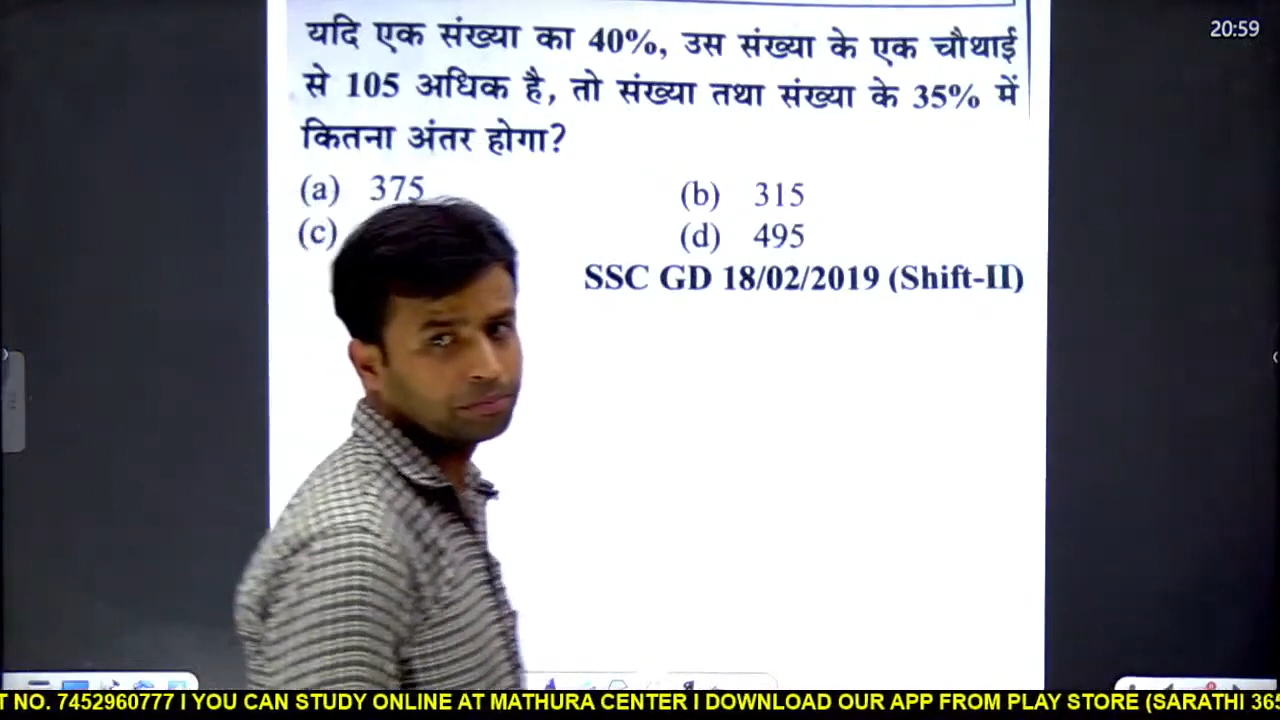 20:59
यदि एक संख्या का 40%, उस संख्या के एक चौथाई
से 105 अधिक है, तो संख्या तथा संख्या के 35% में
कितना अंतर होगा?
(a) 375 (b) 315
(c) (d) 495
SSC GD 18/02/2019 (Shift-II)
T NO. 7452960777 I YOU CAN STUDY ONLINE AT MATHURA CENTER I DOWNLOAD OUR APP FROM PLAY STORE (SARATHI 365